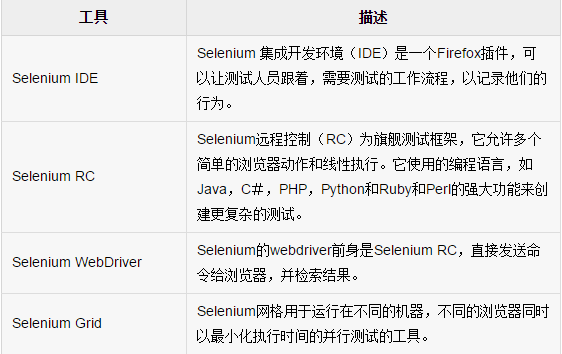 工具 描述
Selenium IDE
Selenium 集成开发环境（IDE）是一个Firefox插件，可
以让测试人员跟着，需要测试的工作流程，以记录他们的
行为。
Selenium RC
Selenium远程控制（RC）为旗舰测试框架，它允许多个
简单的浏览器动作和线性执行。它使用的编程语言，如
Java，C＃，PHP，Python和Ruby和Perl的强大功能来创
建更复杂的测试。
Selenium WebDriver
Selenium的webdriver前身是Selenium RC，直接发送命
令给浏览器，并检索结果。
Selenium Grid
Selenium网格用于运行在不同的机器，不同的浏览器同时
以最小化执行时间的并行测试的工具。